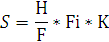 S = H/F * Fi * K